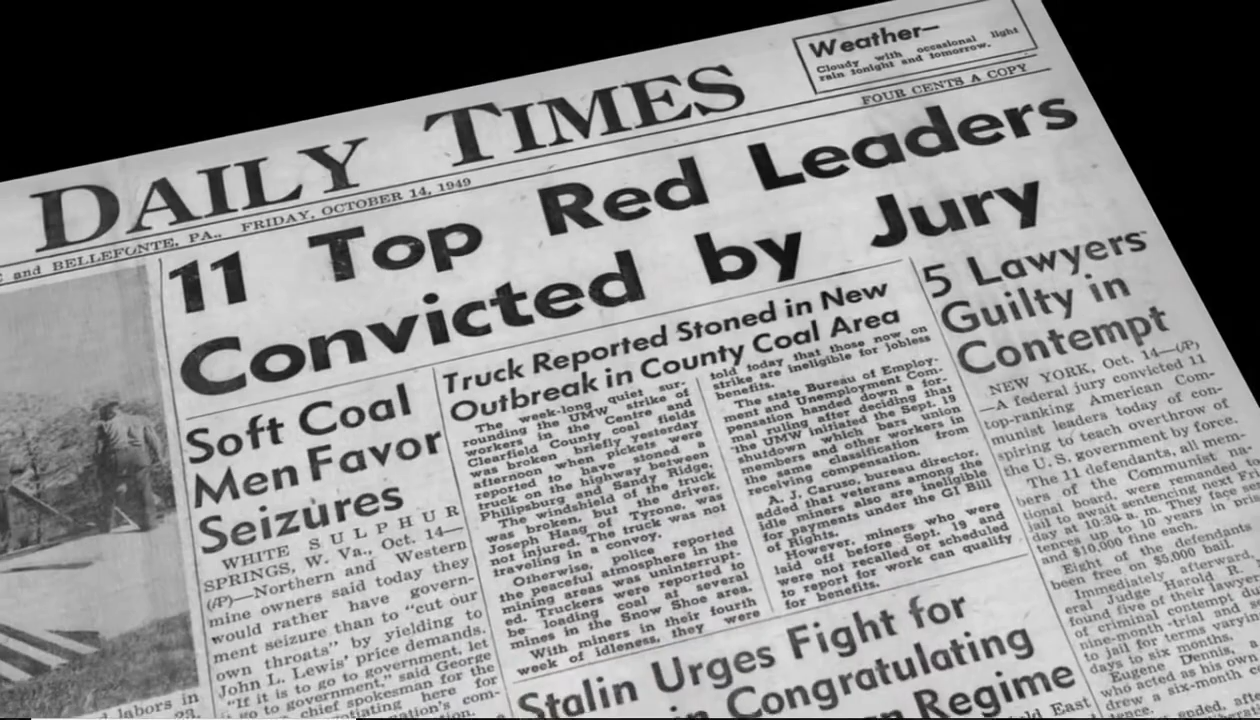 Weather—
Cloudy with occasional light
rain tonight and tomorrow.
DAILY TIMES
FOUR CENTS A COPY
and BELLEFONTE, PA., FRIDAY, OCTOBER 14, 1949
11 Top Red Leaders
Convicted by Jury
Soft Coal
Men Favor
Seizures
WHITE SULPHUR
SPRINGS, W. Va., Oct. 14—
(AP)—Northern and Western
mine owners said today they
would rather have govern-
ment seizure than to "cut our
own throats" by yielding to
John L. Lewis' price demands.
"If it is to go to government, let
it go to government," said George
chief spokesman for the
here for
com-
labors in
Truck Reported Stoned in New
Outbreak in County Coal Area
The week-long quiet sur-
rounding the UMW strike of
workers in the Centre and
Clearfield County coal fields
was broken briefly yesterday
afternoon when pickets were
reported to have stoned a
truck on the highway between
Philipsburg and Sandy Ridge.
The windshield of the truck
was broken, but the driver,
Joseph Haag of Tyrone, was
not injured. The truck was not
traveling in a convoy.
Otherwise, police reported
the peaceful atmosphere in the
mining areas was uninterrupt-
ed. Truckers were reported to
be loading coal at several
mines in the Snow Shoe area.
With miners in their fourth
week of idleness, they were
told today that those now on
strike are ineligible for jobless
benefits.
The state Bureau of Employ-
ment and Unemployment Com-
pensation handed down a for-
mal ruling after deciding that
the UMW initiated the Sept. 19
shutdown which bars union
members and other workers in
the same classification from
receiving compensation.
A. J. Caruso, bureau director,
added that veterans among the
idle miners also are ineligible
for payments under the GI Bill
of Rights.
However, miners who were
laid off before Sept. 19 and
were not recalled or scheduled
to report for work can qualify
for benefits.
Stalin Urges Fight for
in Congratulating
Regime
East
5 Lawyers
Guilty in
Contempt
NEW YORK, Oct. 14—(AP)
—A federal jury convicted 11
top-ranking American Com-
munist leaders today of con-
spiring to teach overthrow of
the U. S. government by force.
The 11 defendants, all mem-
bers of the Communist na-
tional board, were remanded to
jail to await sentencing next Fri-
day at 10:30 a. m. They face sen-
tences up to 10 years in
and $10,000 fine each.
Eight of the defendants
been free on $5,000 bail.
Immediately afterward,
eral Judge Harold R.
found five of their lawyers
of criminal contempt
nine-month trial and
to jail for terms varying
days to six months.
Eugene Dennis,
who acted as his own
drew a six-month